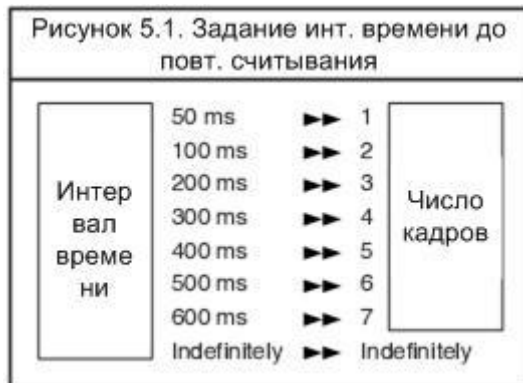 Рисунок 5.1. Задание инт. времени до
повт. считывания
Интер
вал
време
ни
50 ms ►► 1
100 ms ►► 2
200 ms ►► 3
300 ms ►► 4
400 ms ►► 5
500 ms ►► 6
600 ms ►► 7
Indefinitely ►► Indefinitely
Число
кадров